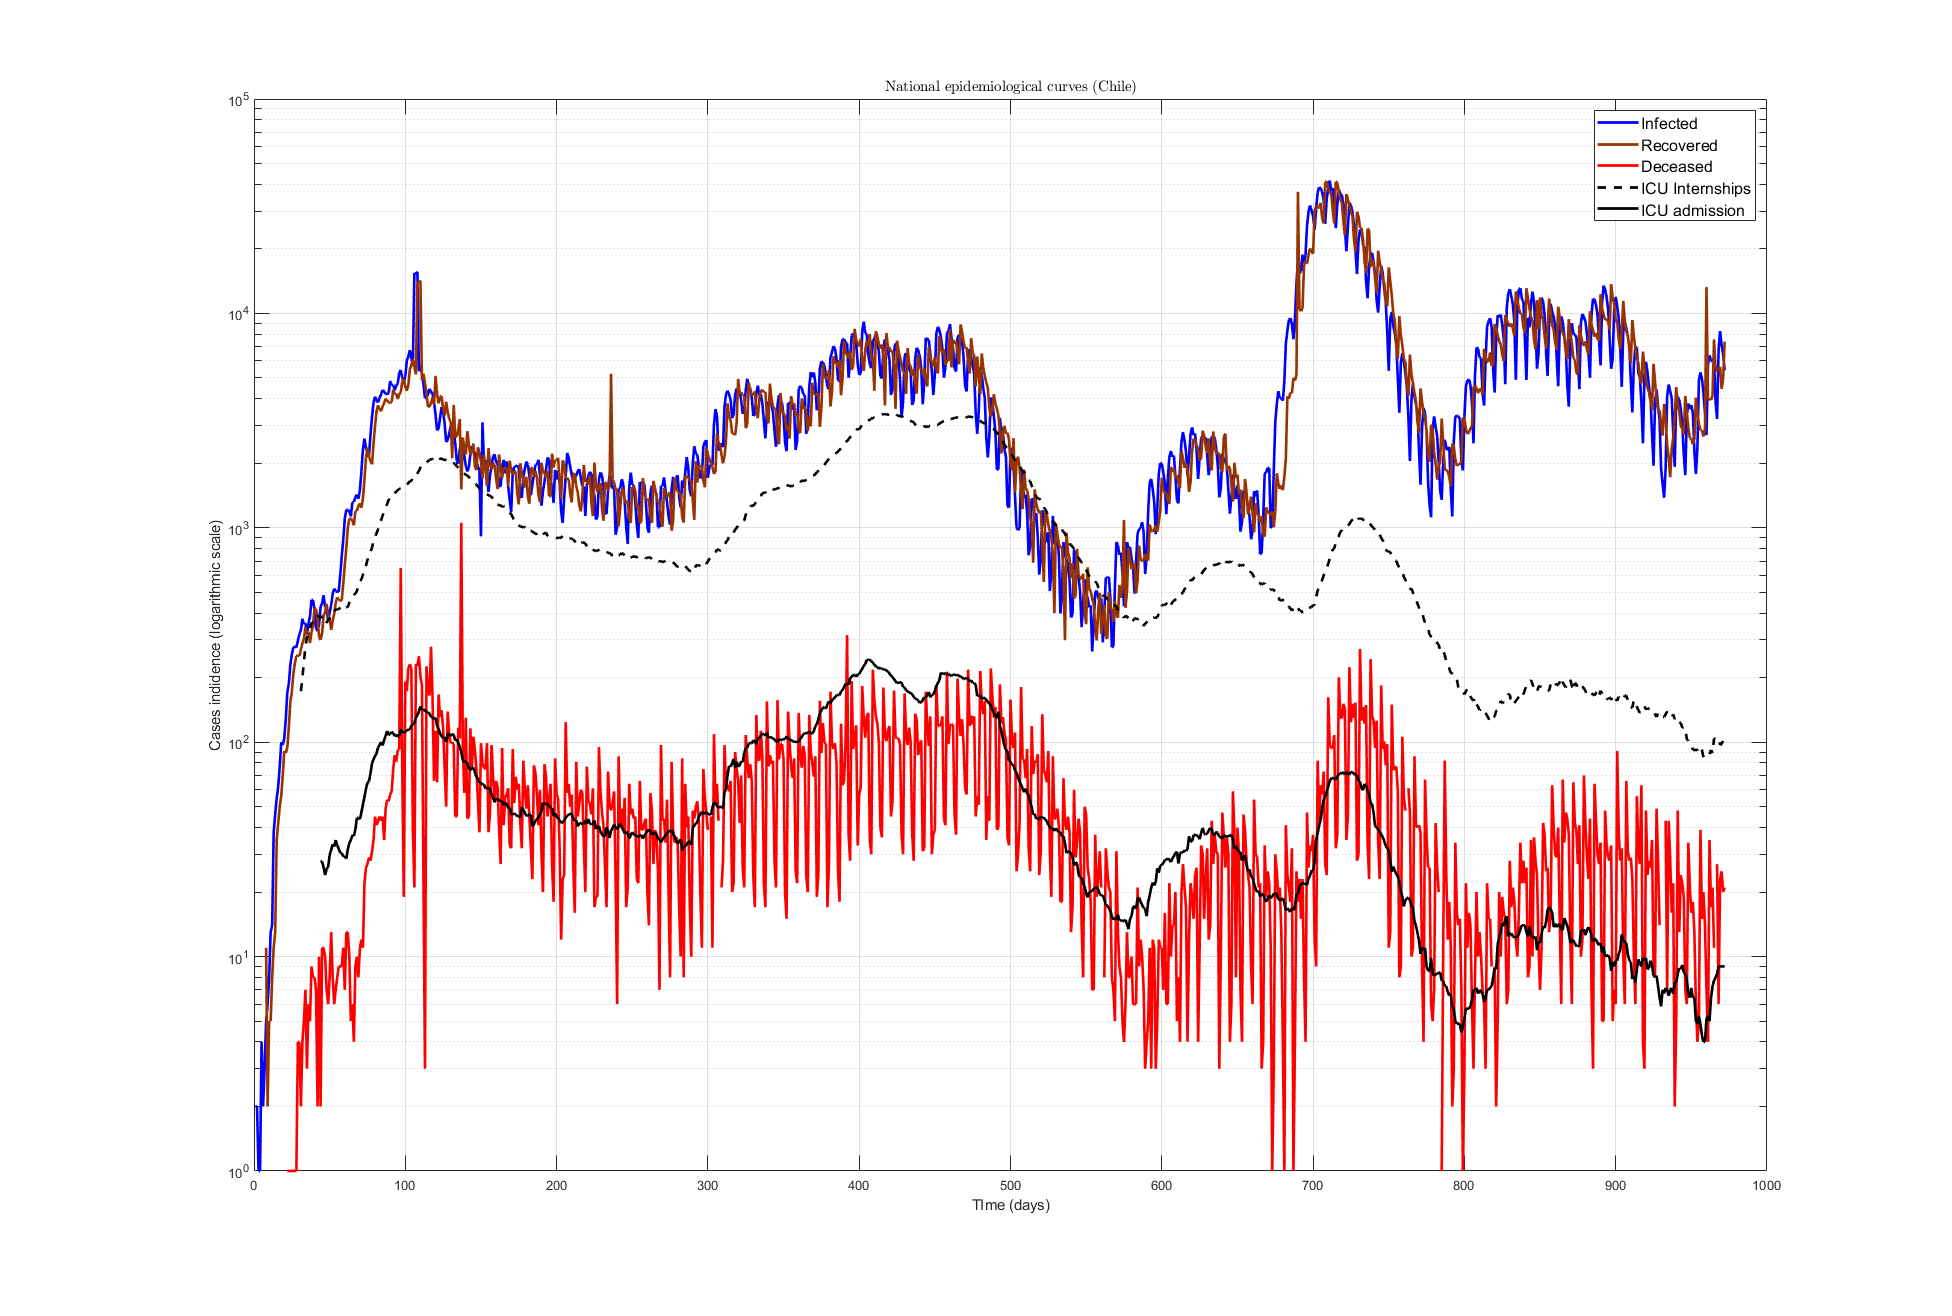 National epidemiological curves (Chile)
Infected
Recovered
Deceased
ICU Internships
ICU admission
Cases indidence (logarithmic scale)
10^5
10^4
10^3
10^2
10^1
10^0
0 100 200 300 400 500 600 700 800 900 1000
TIme (days)